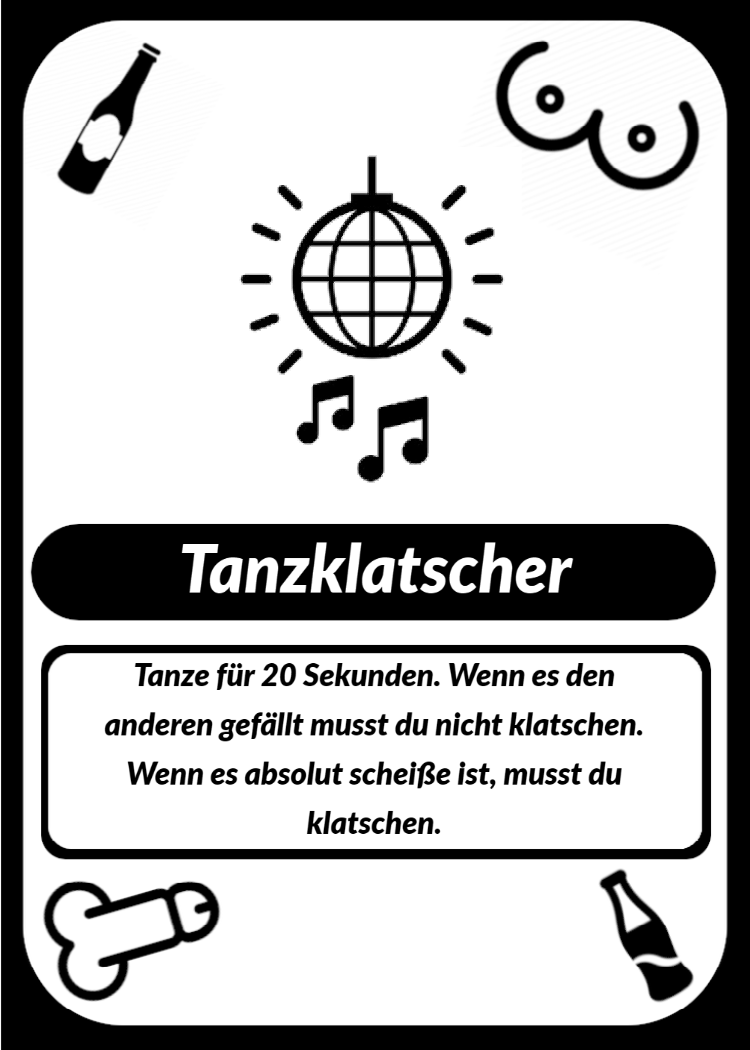 Tanzklatscher
Tanze für 20 Sekunden. Wenn es den
anderen gefällt musst du nicht klatschen.
Wenn es absolut scheiße ist, musst du
klatschen.